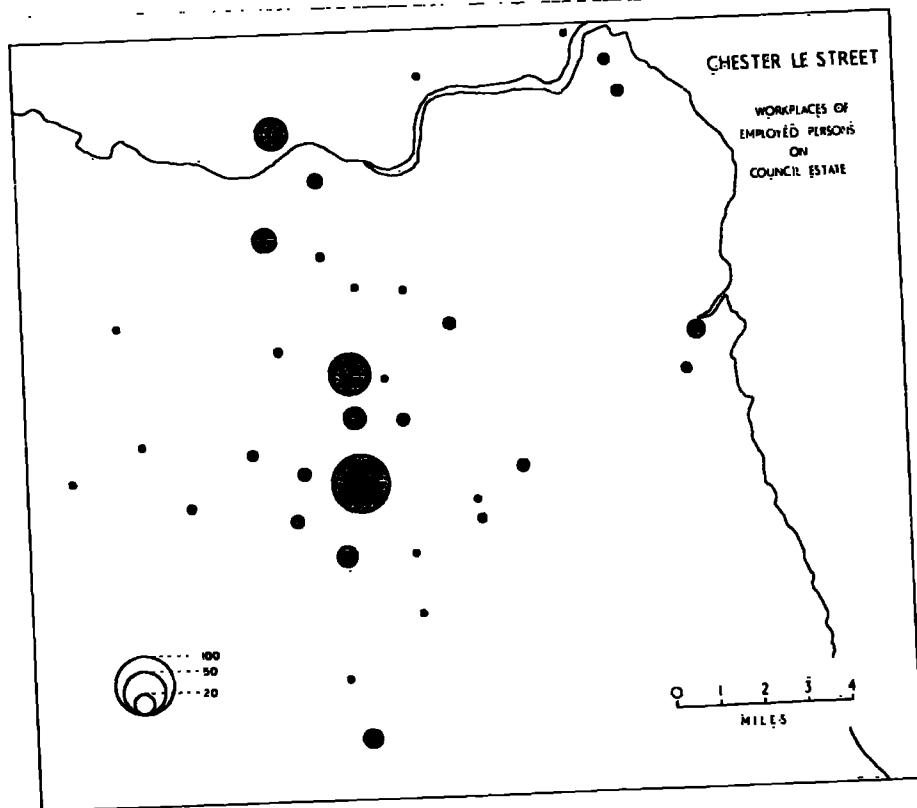 CHESTER LE STREET
WORKPLACES OF
EMPLOYED PERSONS
ON
COUNCIL ESTATE
100
50
20
0 1 2 3 4
MILES